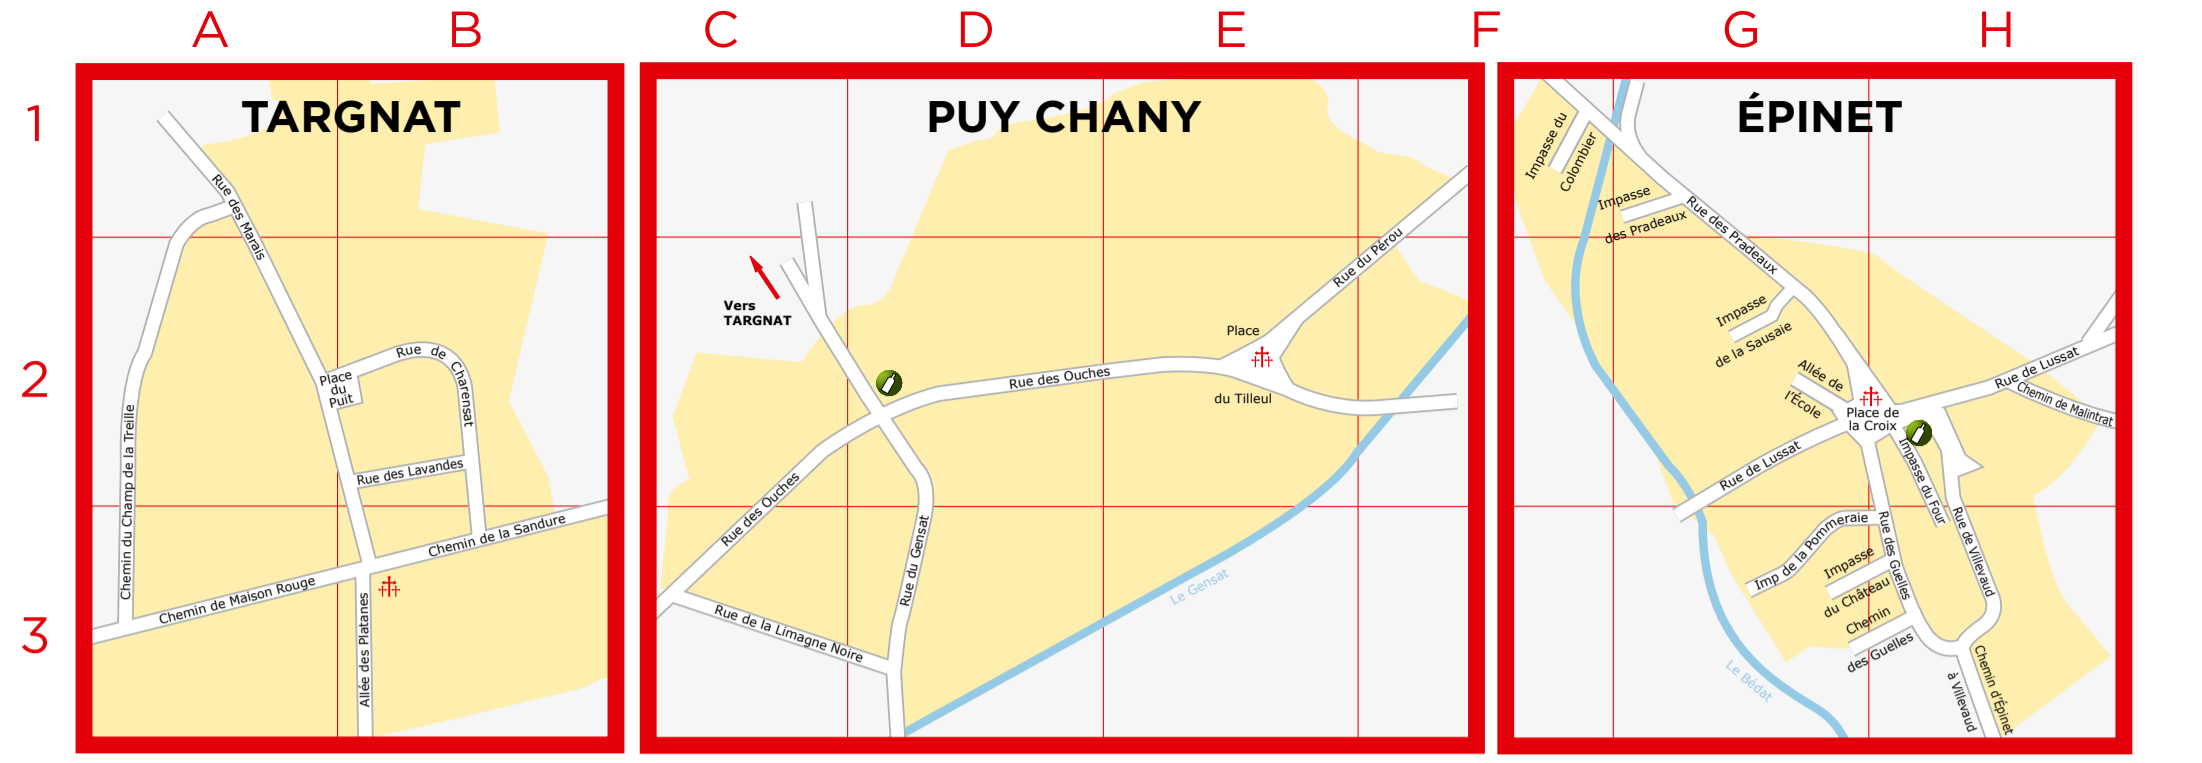 A B C D E F G H
1
2
3
TARGNAT
Rue des Marais
Chemin du Champ de la Treille
Place
du
Puit
Rue de Charensat
Rue des Lavandes
Chemin de la Sandure
Chemin de Maison Rouge
Allée des Platanes
PUY CHANY
Vers
TARGNAT
Rue du Pérou
Place
du Tilleul
Rue des Ouches
Rue des Ouches
Rue du Gensat
Rue de la Limagne Noire
Le Gensat
ÉPINET
Impasse du
Colombier
Impasse
des Pradeaux
Rue des Pradeaux
Impasse
de la Sausaie
Allée de
l'École
Place de
la Croix
Rue de Lussat
Chemin de Malintrat
Rue de Lussat
Impasse du Four
Rue de Villevaud
Imp de la Pommeraie
Rue des Guelles
Impasse
du Château
Chemin
des Guelles
Le Bédat
Chemin d'Épinet
à Villevaud